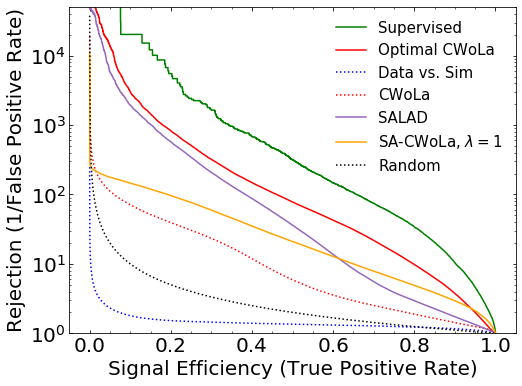 Rejection (1/False Positive Rate)
10⁴
10³
10²
10¹
10⁰
Supervised
Optimal CWoLa
Data vs. Sim
CWoLa
SALAD
SA-CWoLa, λ = 1
Random
0.0 0.2 0.4 0.6 0.8 1.0
Signal Efficiency (True Positive Rate)